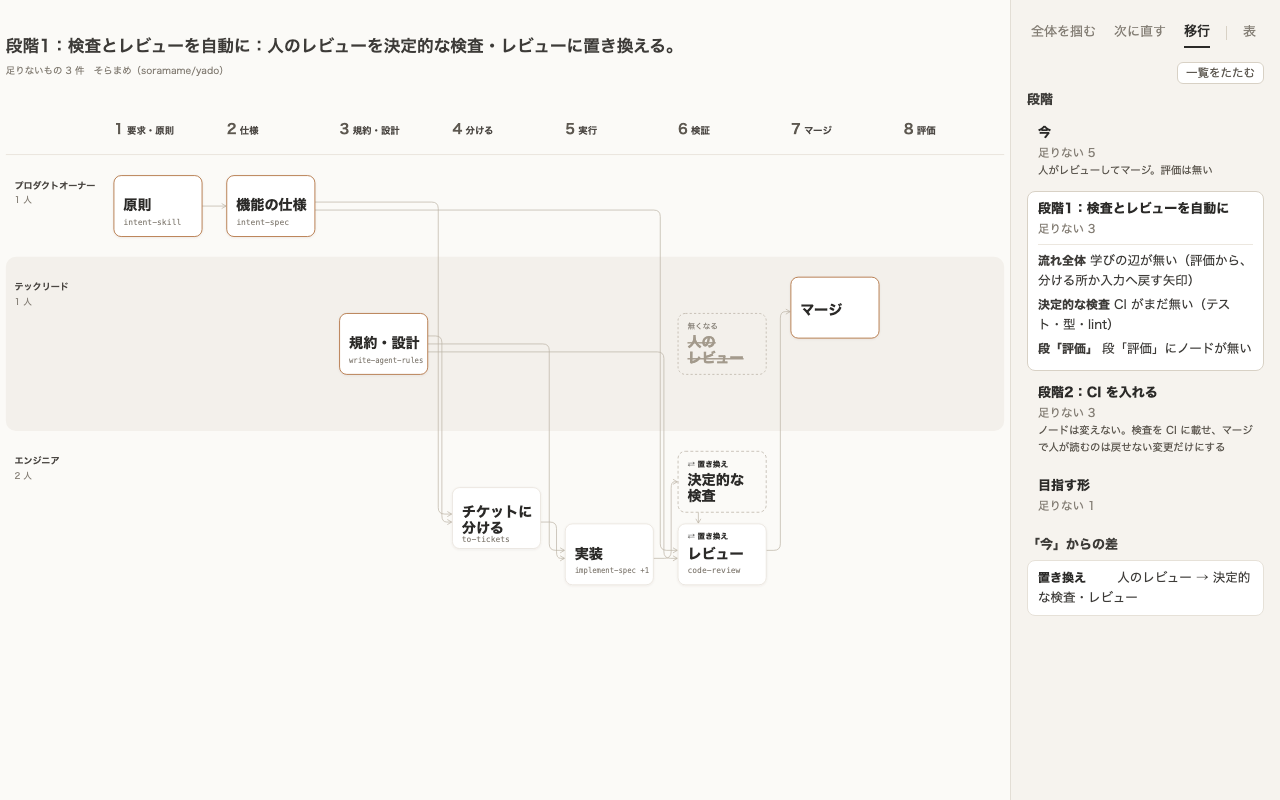 段階1：検査とレビューを自動に：人のレビューを決定的な検査・レビューに置き換える。
足りないもの 3 件　そらまめ（soramame/yado）
1 要求・原則
2 仕様
3 規約・設計
4 分ける
5 実行
6 検証
7 マージ
8 評価
プロダクトオーナー
1 人
原則
intent-skill
機能の仕様
intent-spec
テックリード
1 人
規約・設計
write-agent-rules
無くなる
人の
レビュー
マージ
エンジニア
2 人
チケットに
分ける
to-tickets
実装
implement-spec +1
⇄ 置き換え
決定的な
検査
⇄ 置き換え
レビュー
code-review
全体を掴む
次に直す
移行
表
一覧をたたむ
段階
今
足りない 5
人がレビューしてマージ。評価は無い
段階1：検査とレビューを自動に
足りない 3
流れ全体 学びの辺が無い（評価から、
分ける所か入力へ戻す矢印）
決定的な検査 CI がまだ無い（テス
ト・型・lint）
段「評価」 段「評価」にノードが無い
段階2：CI を入れる
足りない 3
ノードは変えない。検査を CI に載せ、マージ
で人が読むのは戻せない変更だけにする
目指す形
足りない 1
「今」からの差
置き換え　人のレビュー → 決定的
な検査・レビュー